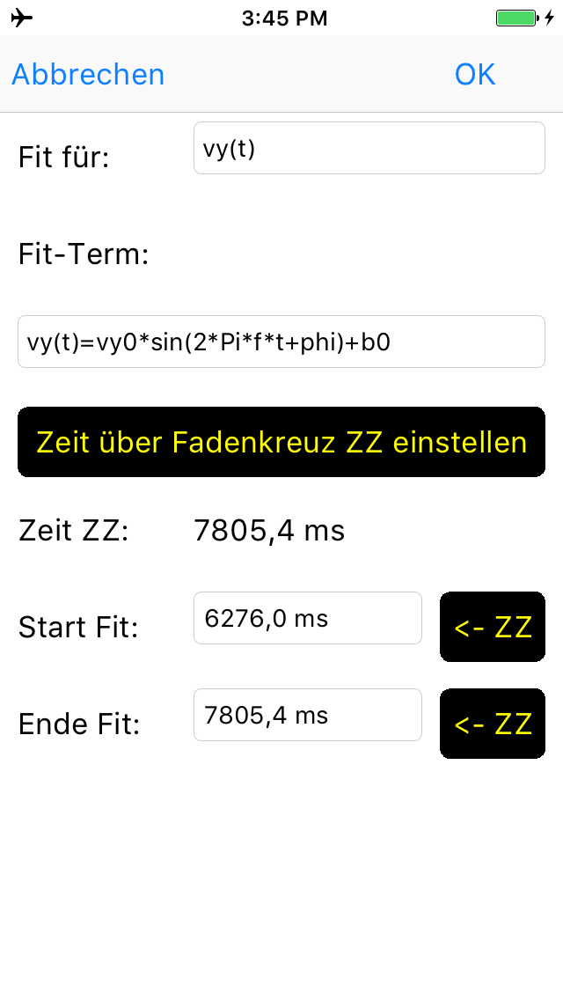 3:45 PM
Abbrechen OK
Fit für: vy(t)
Fit-Term:
vy(t)=vy0*sin(2*Pi*f*t+phi)+b0
Zeit über Fadenkreuz ZZ einstellen
Zeit ZZ: 7805,4 ms
Start Fit: 6276,0 ms <- ZZ
Ende Fit: 7805,4 ms <- ZZ